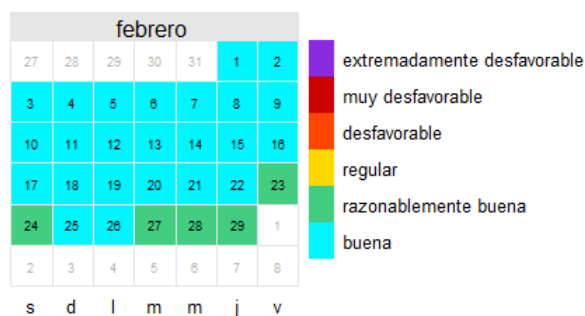 febrero
27 28 29 30 31 1 2
3 4 5 6 7 8 9
10 11 12 13 14 15 16
17 18 19 20 21 22 23
24 25 26 27 28 29 1
2 3 4 5 6 7 8
s d l m m j v
extremadamente desfavorable
muy desfavorable
desfavorable
regular
razonablemente buena
buena